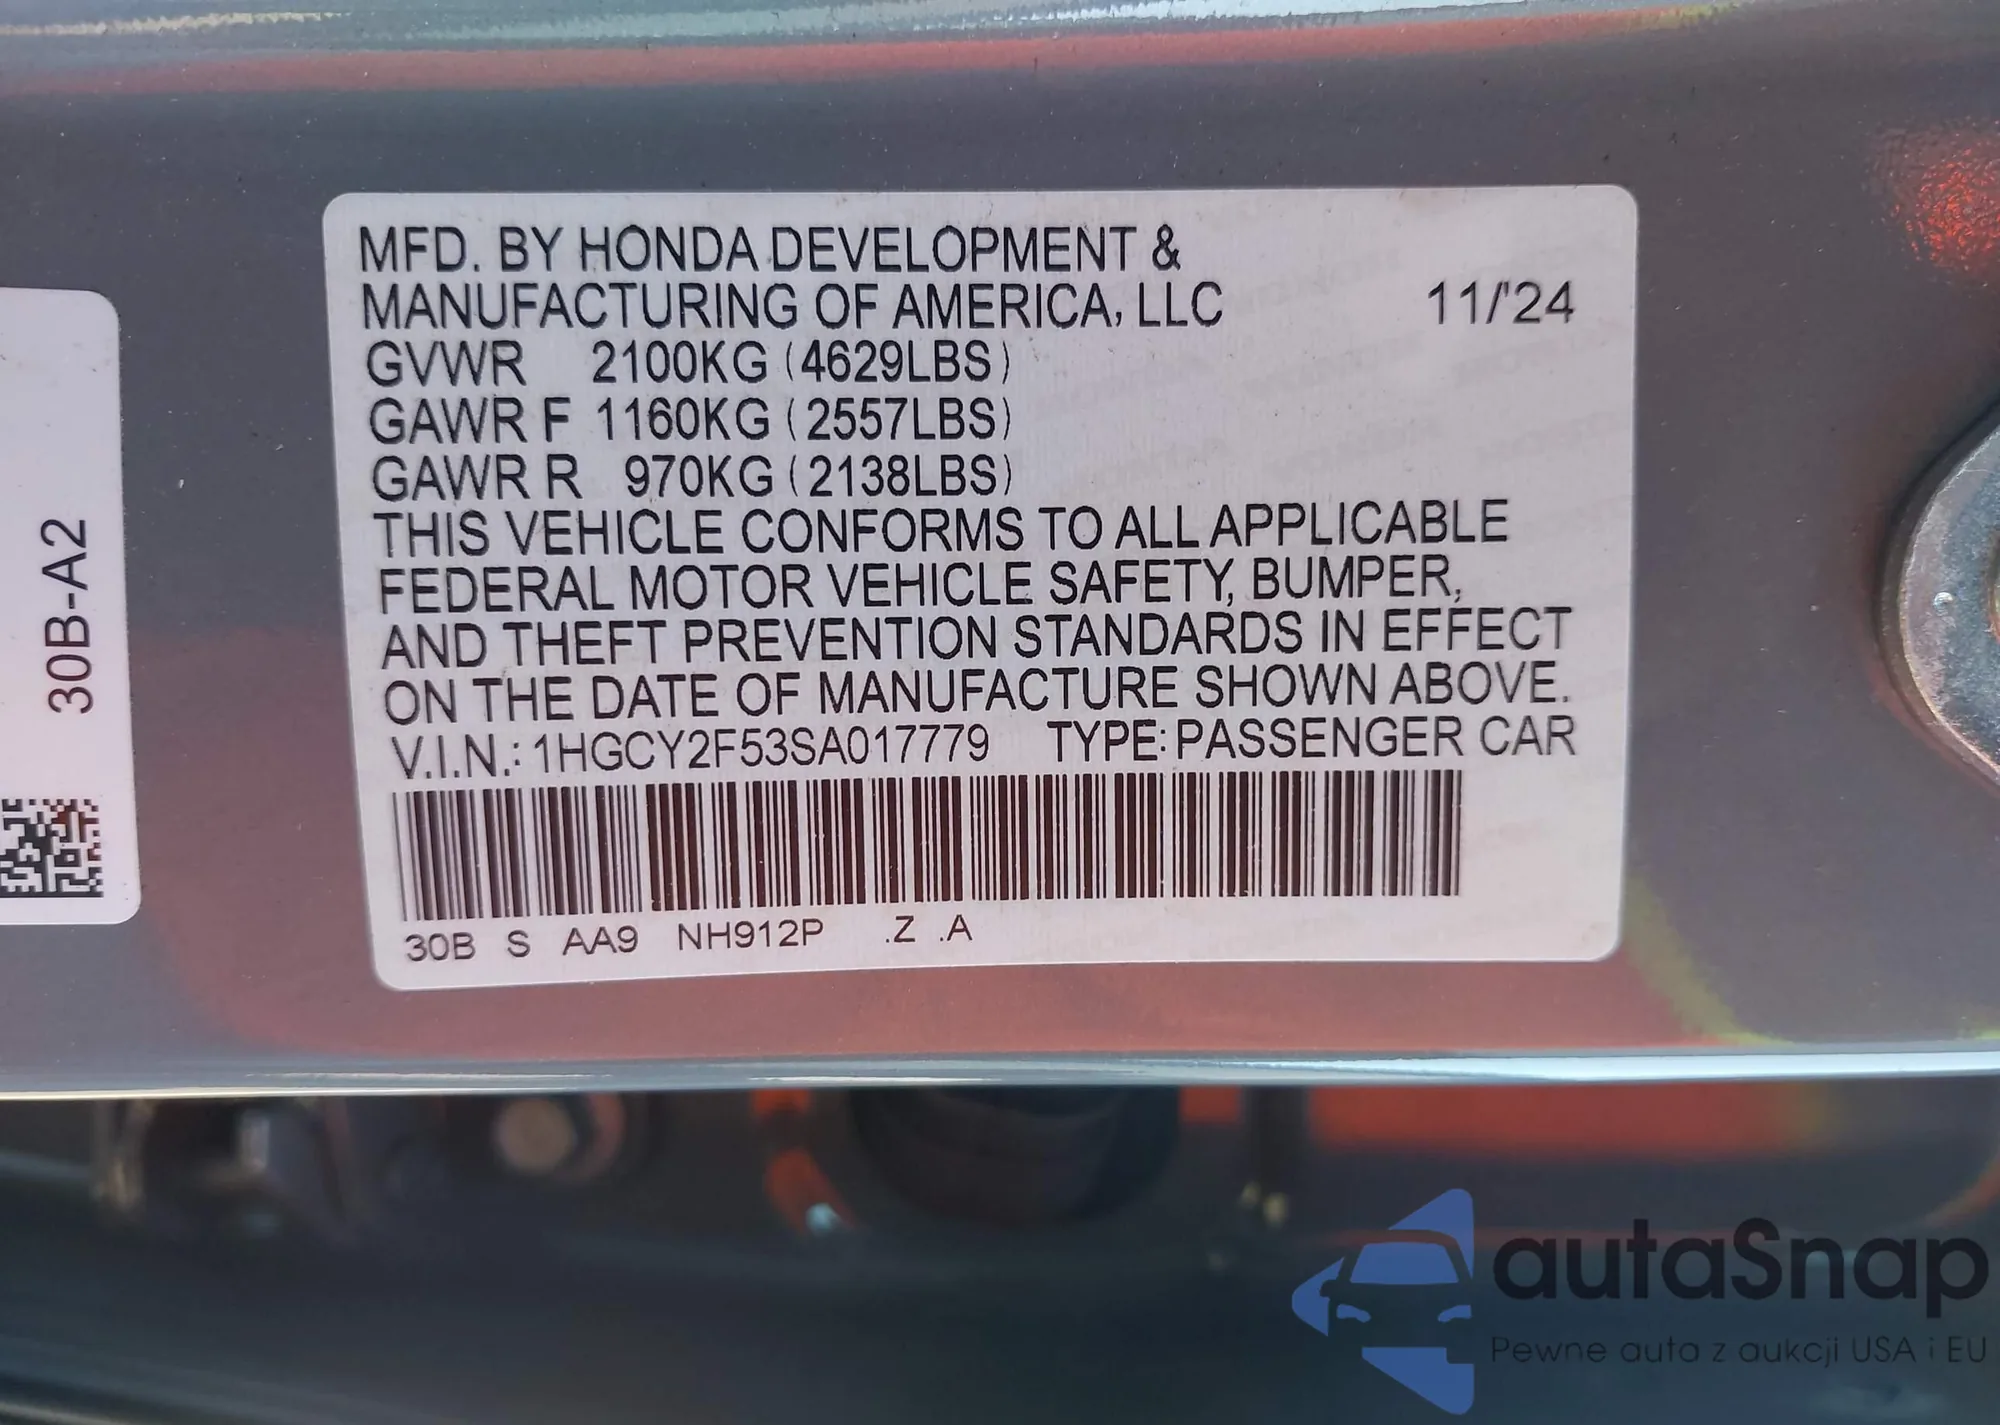 MFD. BY HONDA DEVELOPMENT &
MANUFACTURING OF AMERICA, LLC 11/'24
GVWR 2100KG (4629LBS)
GAWR F 1160KG (2557LBS)
GAWR R 970KG (2138LBS)
THIS VEHICLE CONFORMS TO ALL APPLICABLE
FEDERAL MOTOR VEHICLE SAFETY, BUMPER,
AND THEFT PREVENTION STANDARDS IN EFFECT
ON THE DATE OF MANUFACTURE SHOWN ABOVE.
V.I.N.: 1HGCY2F53SA017779 TYPE: PASSENGER CAR
30B S AA9 NH912P .Z .A
30B-A2
autaSnap
Pewne auta z aukcji USA i EU